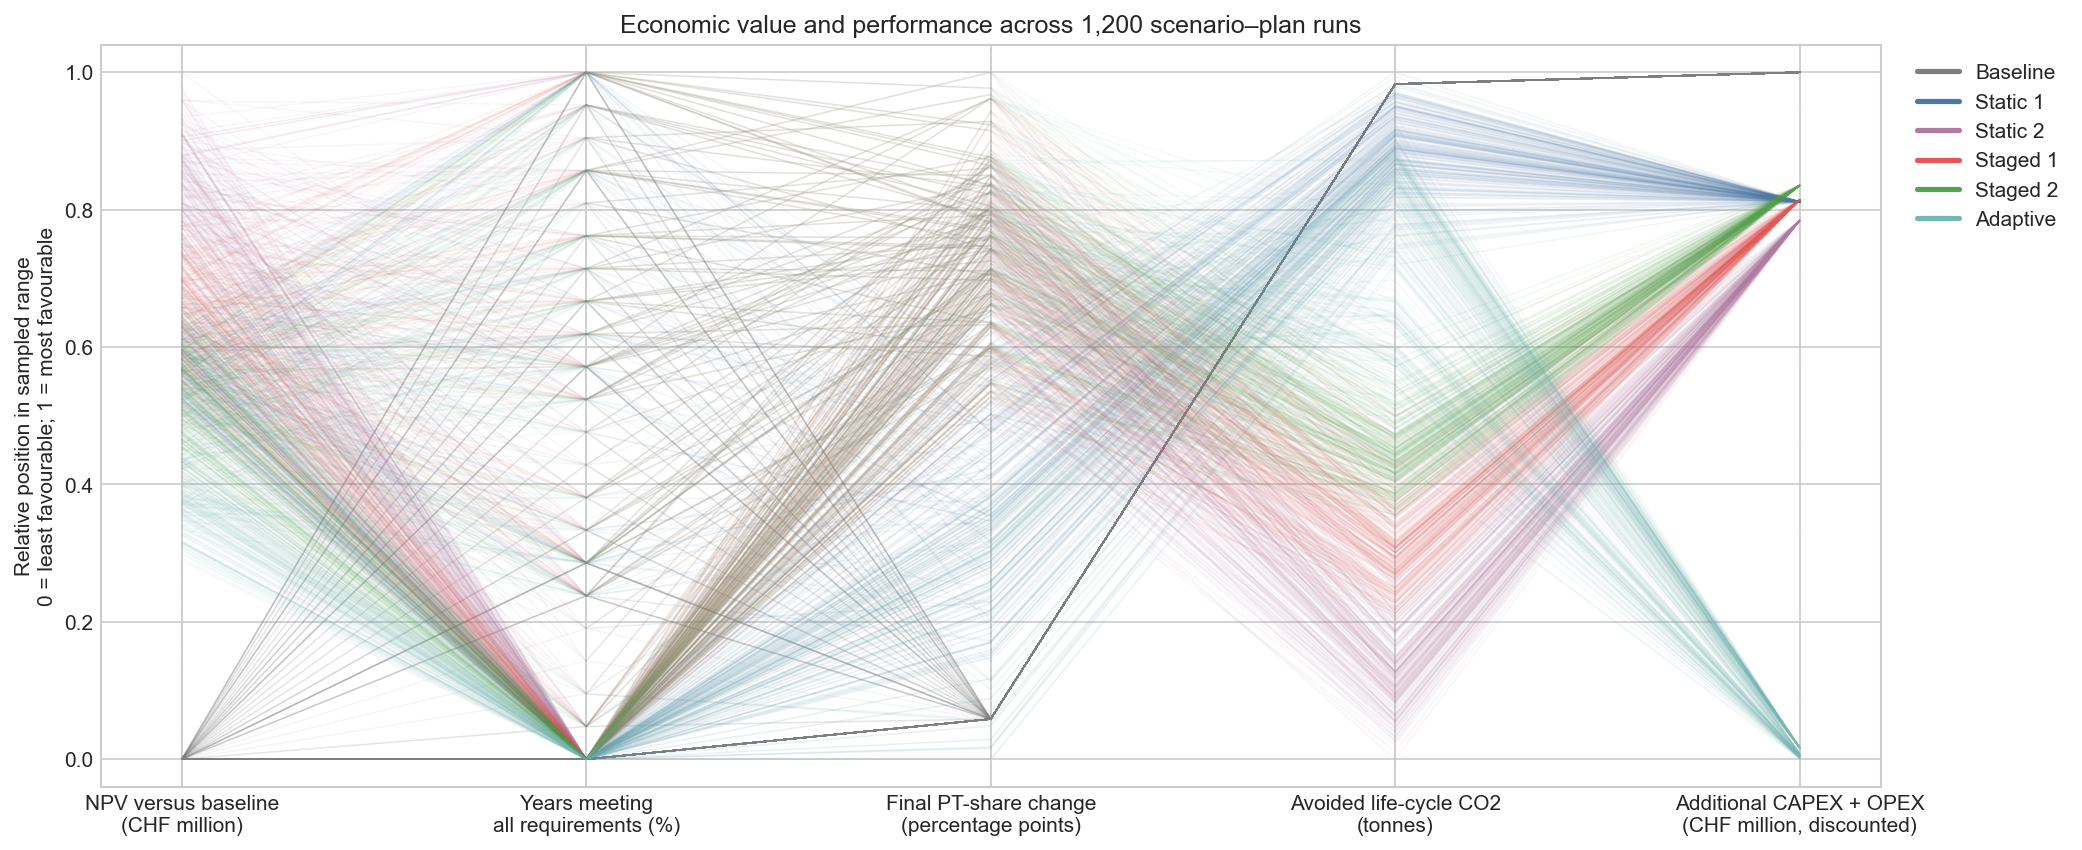 Economic value and performance across 1,200 scenario–plan runs
Relative position in sampled range
0 = least favourable; 1 = most favourable
1.0
0.8
0.6
0.4
0.2
0.0
NPV versus baseline
(CHF million)
Years meeting
all requirements (%)
Final PT-share change
(percentage points)
Avoided life-cycle CO2
(tonnes)
Additional CAPEX + OPEX
(CHF million, discounted)
Baseline
Static 1
Static 2
Staged 1
Staged 2
Adaptive